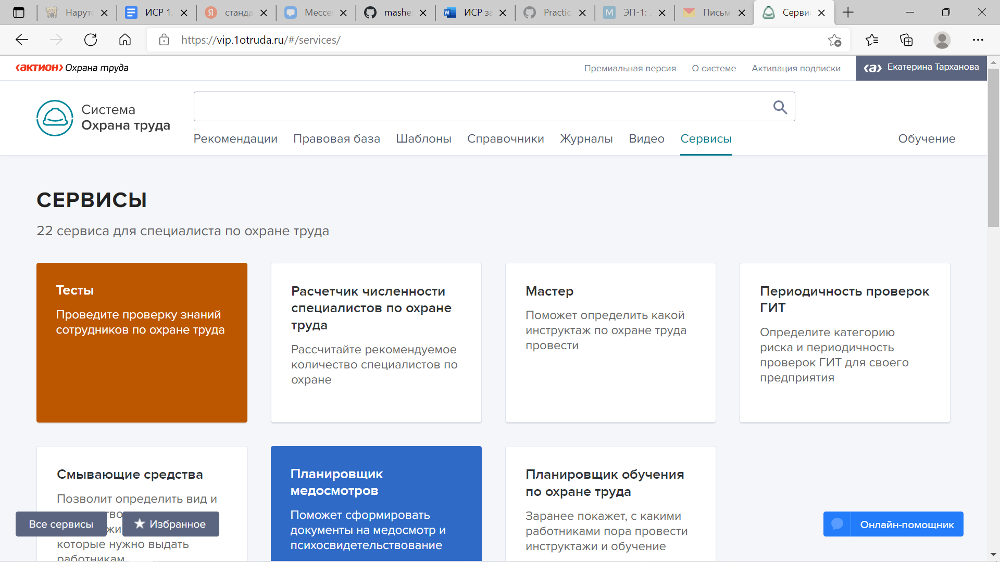 Нарут
ИСР 1.
станда
Мессе
mashe
ИСР за
Practic
ЭП-1:
Письм
Серви
https://vip.1otruda.ru/#/services/
‹актион› Охрана труда
Премиальная версия
О системе
Активация подписки
‹а› Екатерина Тарханова
Система
Охрана труда
Рекомендации
Правовая база
Шаблоны
Справочники
Журналы
Видео
Сервисы
Обучение
СЕРВИСЫ
22 сервиса для специалиста по охране труда
Тесты
Проведите проверку знаний
сотрудников по охране труда
Расчетчик численности
специалистов по охране
труда
Рассчитайте рекомендуемое
количество специалистов по
охране
Мастер
Поможет определить какой
инструктаж по охране труда
провести
Периодичность проверок
ГИТ
Определите категорию
риска и периодичность
проверок ГИТ для своего
предприятия
Смывающие средства
Позволит определить вид и
которые нужно выдать
работникам
Планировщик
медосмотров
Поможет сформировать
документы на медосмотр и
психосвидетельствование
Планировщик обучения
по охране труда
Заранее покажет, с какими
работниками пора провести
инструктажи и обучение
Все сервисы
Избранное
Онлайн-помощник